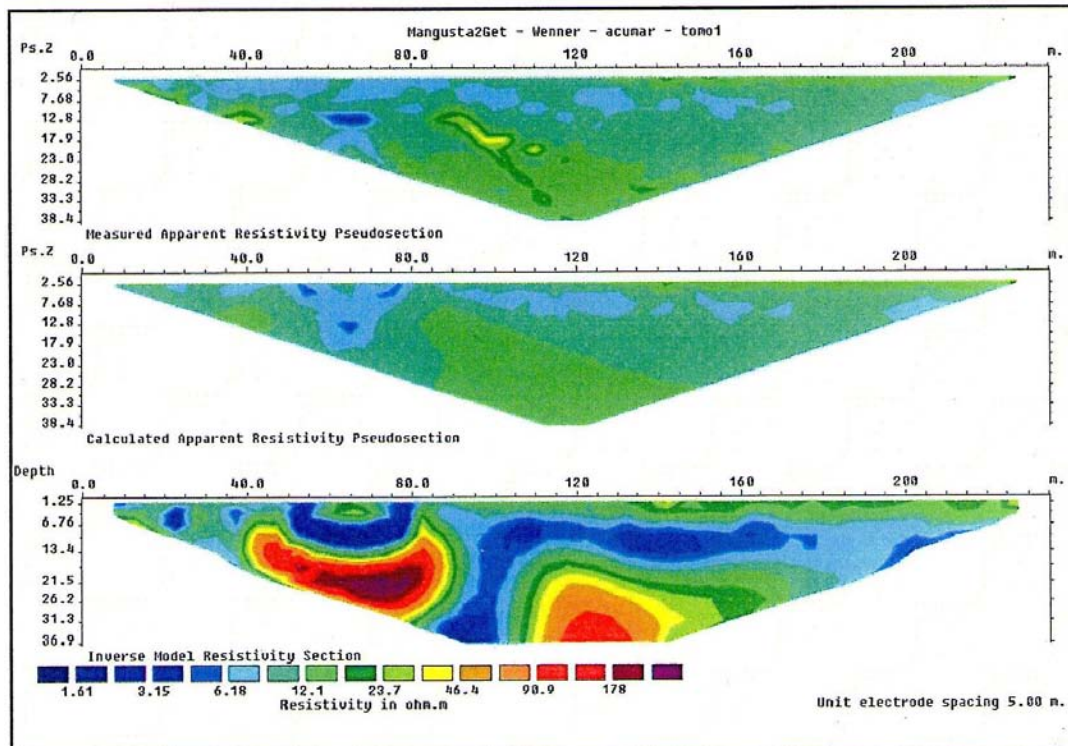 Mangusta2Get - Wenner - acumar - tomo1
Ps.Z 0.0 40.0 80.0 120 160 200 m.
2.56
7.68
12.8
17.9
23.0
28.2
33.3
38.4
Measured Apparent Resistivity Pseudosection
Ps.Z 0.0 40.0 80.0 120 160 200 m.
2.56
7.68
12.8
17.9
23.0
28.2
33.3
38.4
Calculated Apparent Resistivity Pseudosection
Depth 0.0 40.0 80.0 120 160 200 m.
1.25
6.76
13.4
21.5
26.2
31.3
36.9
Inverse Model Resistivity Section
1.61 3.15 6.18 12.1 23.7 46.4 90.9 178
Resistivity in ohm.m Unit electrode spacing 5.00 m.